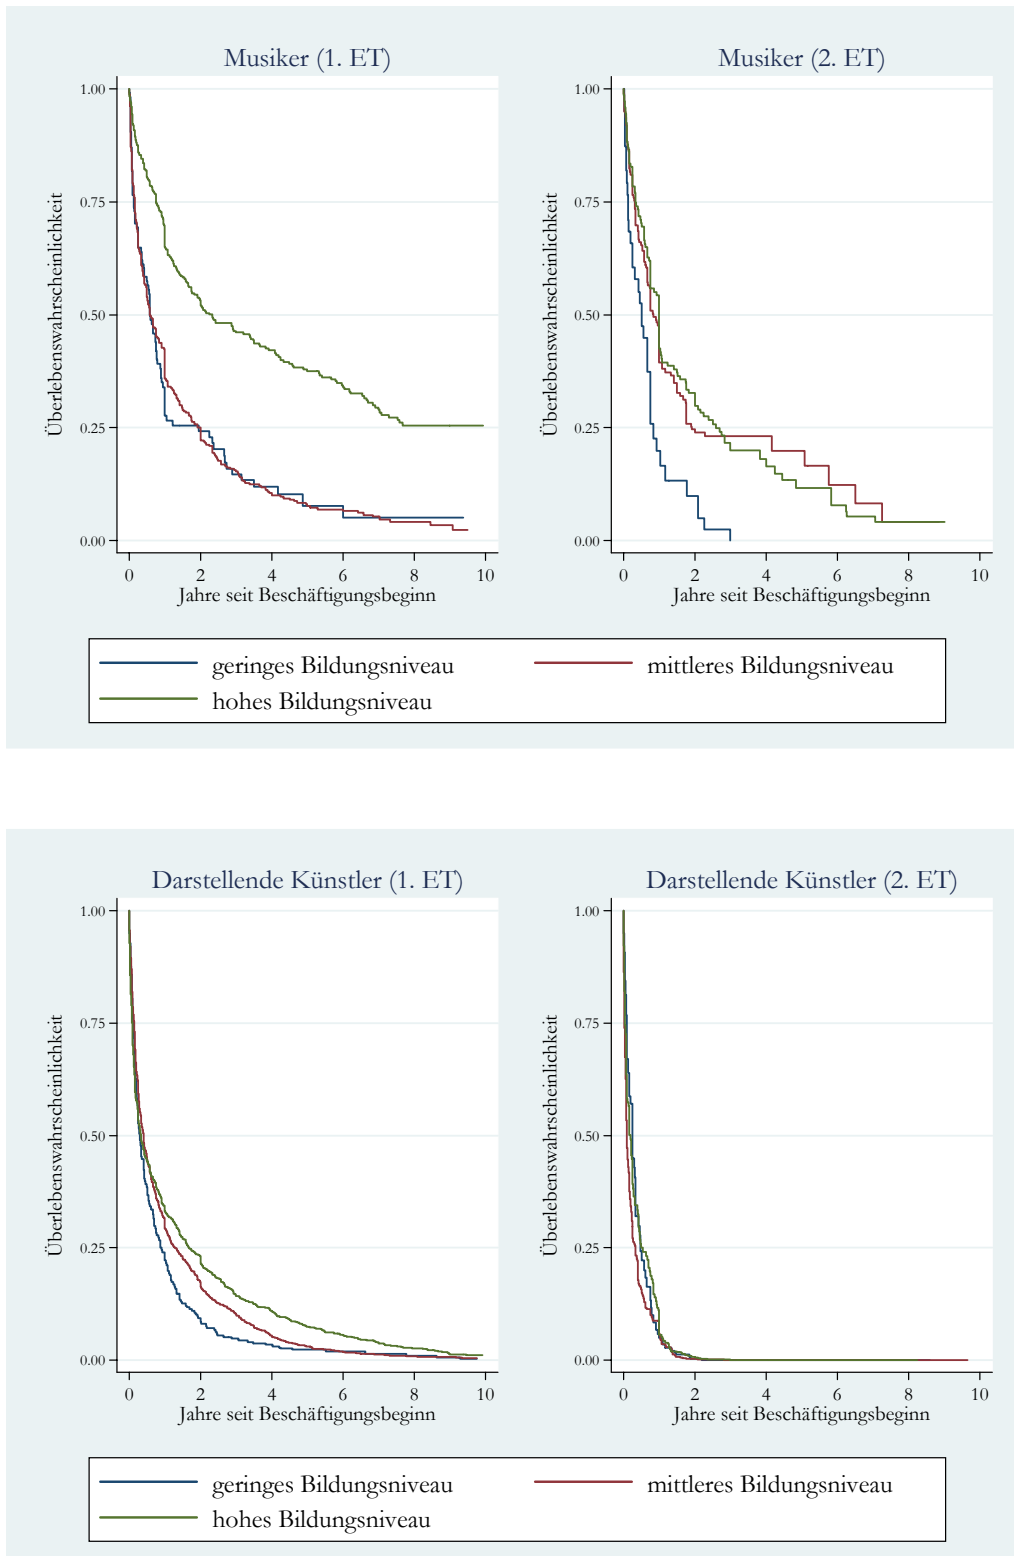 Musiker (1. ET)
Musiker (2. ET)
Überlebenswahrscheinlichkeit
1.00
0.75
0.50
0.25
0.00
0 2 4 6 8 10
Jahre seit Beschäftigungsbeginn
Überlebenswahrscheinlichkeit
1.00
0.75
0.50
0.25
0.00
0 2 4 6 8 10
Jahre seit Beschäftigungsbeginn
geringes Bildungsniveau
mittleres Bildungsniveau
hohes Bildungsniveau
Darstellende Künstler (1. ET)
Darstellende Künstler (2. ET)
Überlebenswahrscheinlichkeit
1.00
0.75
0.50
0.25
0.00
0 2 4 6 8 10
Jahre seit Beschäftigungsbeginn
Überlebenswahrscheinlichkeit
1.00
0.75
0.50
0.25
0.00
0 2 4 6 8 10
Jahre seit Beschäftigungsbeginn
geringes Bildungsniveau
mittleres Bildungsniveau
hohes Bildungsniveau